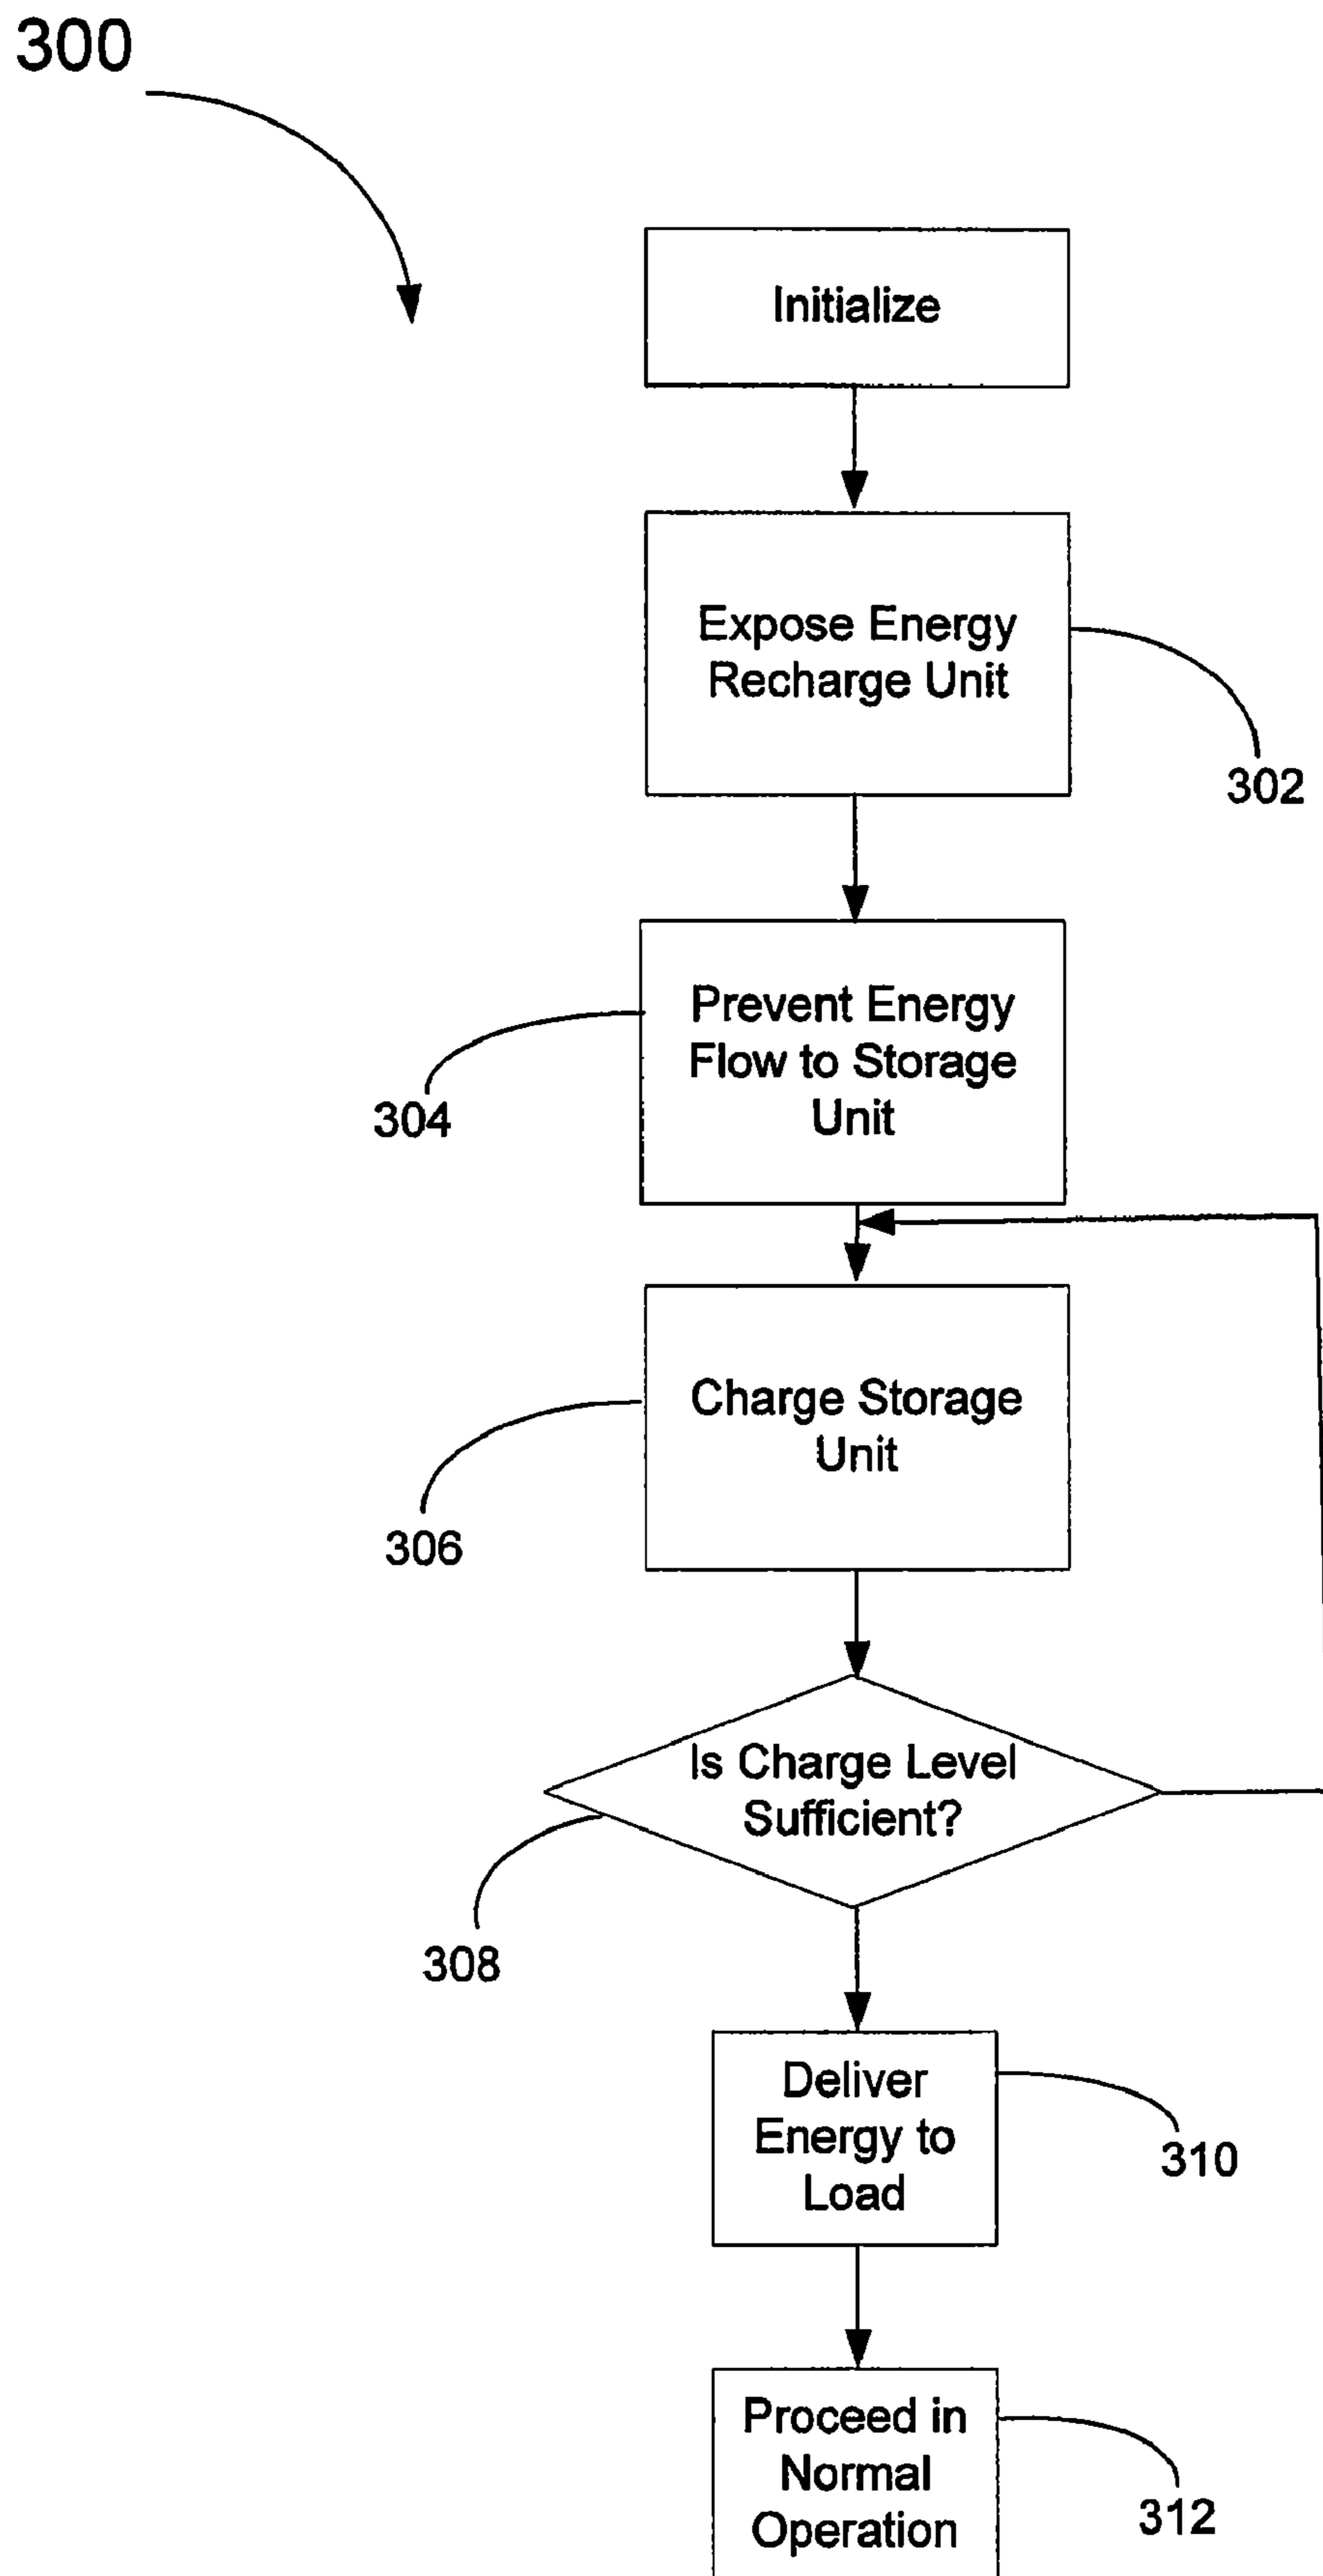 300
Initialize
Expose Energy
Recharge Unit
302
Prevent Energy
Flow to Storage
Unit
304
Charge Storage
Unit
306
Is Charge Level
Sufficient?
308
Deliver
Energy to
Load
310
Proceed in
Normal
Operation
312